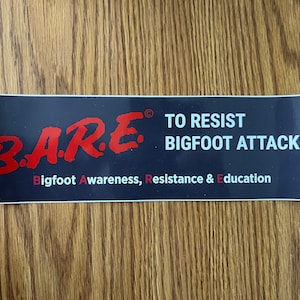 B.A.R.E.© TO RESIST
BIGFOOT ATTACK
Bigfoot Awareness, Resistance & Education